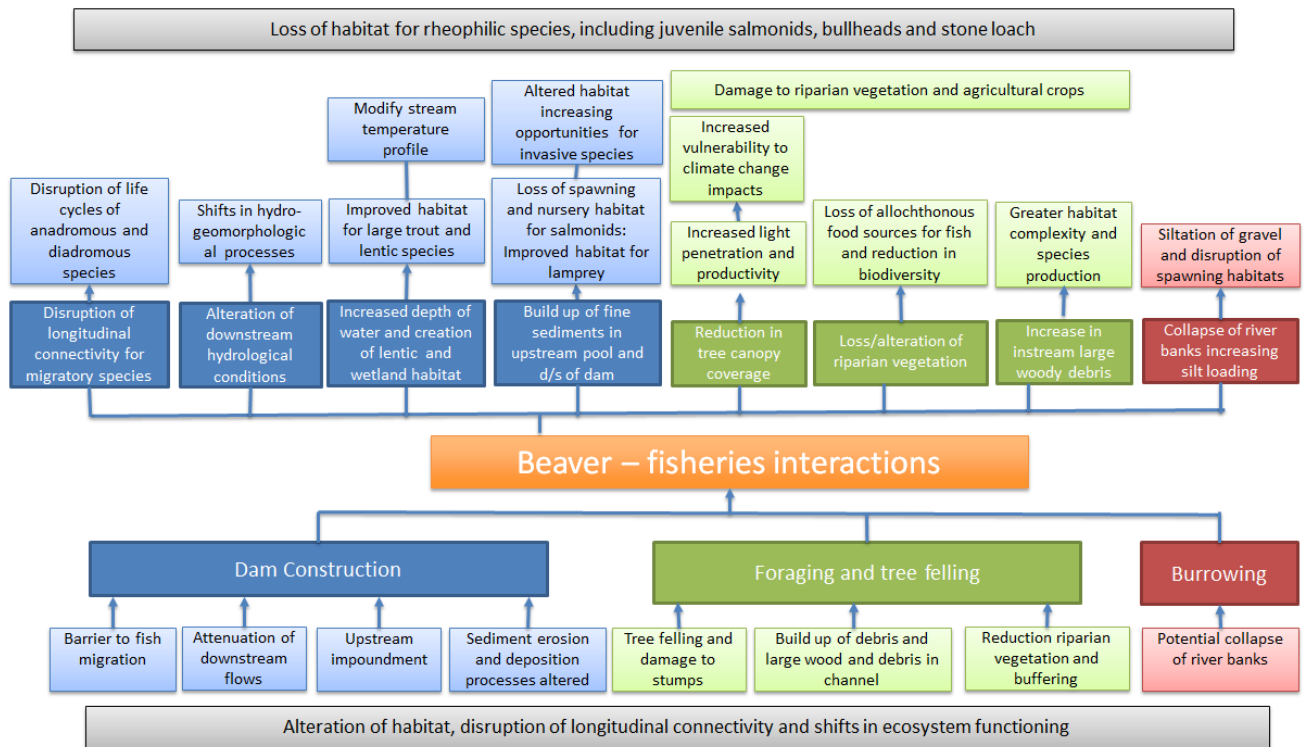 Loss of habitat for rheophilic species, including juvenile salmonids, bullheads and stone loach
Modify stream
temperature
profile
Altered habitat
increasing
opportunities for
invasive species
Damage to riparian vegetation and agricultural crops
Increased
vulnerability to
climate change
impacts
Disruption of life
cycles of
anadromous and
diadromous
species
Shifts in hydro-
geomorphologic
al processes
Improved habitat
for large trout and
lentic species
Loss of spawning
and nursery habitat
for salmonids:
Improved habitat for
lamprey
Increased light
penetration and
productivity
Loss of allochthonous
food sources for fish
and reduction in
biodiversity
Greater habitat
complexity and
species
production
Siltation of gravel
and disruption of
spawning habitats
Disruption of
longitudinal
connectivity for
migratory species
Alteration of
downstream
hydrological
conditions
Increased depth of
water and creation
of lentic and
wetland habitat
Build up of fine
sediments in
upstream pool and
d/s of dam
Reduction in
tree canopy
coverage
Loss/alteration of
riparian vegetation
Increase in
instream large
woody debris
Collapse of river
banks increasing
silt loading
Beaver – fisheries interactions
Dam Construction
Foraging and tree felling
Burrowing
Barrier to fish
migration
Attenuation of
downstream
flows
Upstream
impoundment
Sediment erosion
and deposition
processes altered
Tree felling and
damage to
stumps
Build up of debris and
large wood and debris in
channel
Reduction riparian
vegetation and
buffering
Potential collapse
of river banks
Alteration of habitat, disruption of longitudinal connectivity and shifts in ecosystem functioning